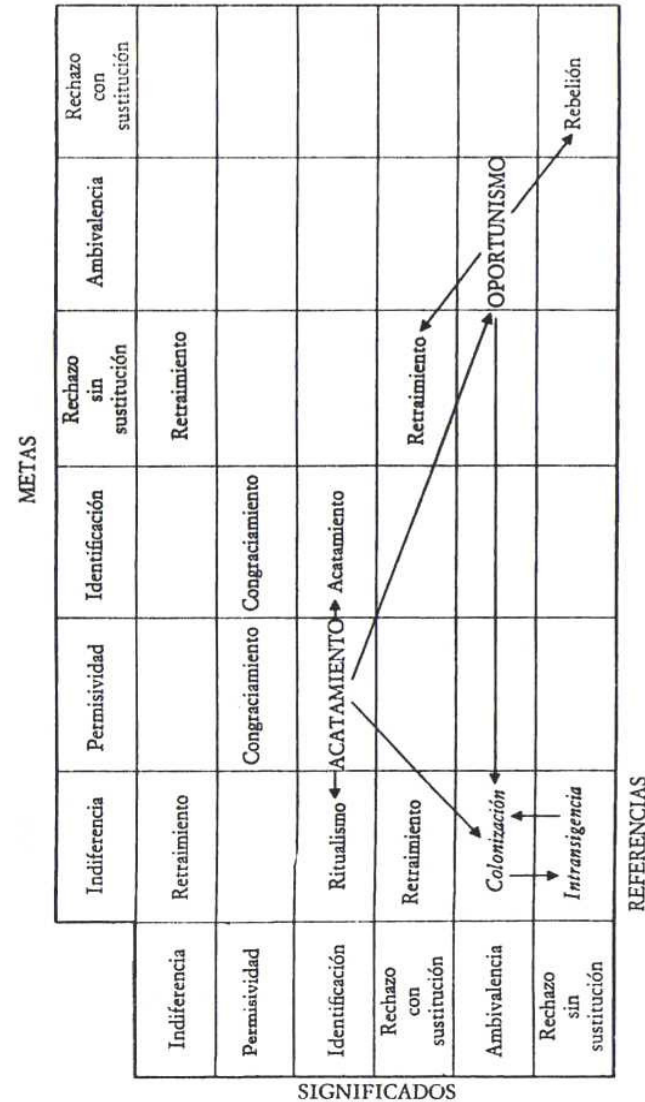 METAS
Indiferencia
Permisividad
Identificación
Rechazo
sin
sustitución
Ambivalencia
Rechazo
con
sustitución
SIGNIFICADOS
Indiferencia
Retraimiento
Retraimiento
Permisividad
Congraciamiento
Congraciamiento
Identificación
Ritualismo
ACATAMIENTO
Acatamiento
Rechazo
con
sustitución
Retraimiento
Retraimiento
Ambivalencia
Colonización
OPORTUNISMO
Rechazo
sin
sustitución
Intransigencia
Rebelión
REFERENCIAS